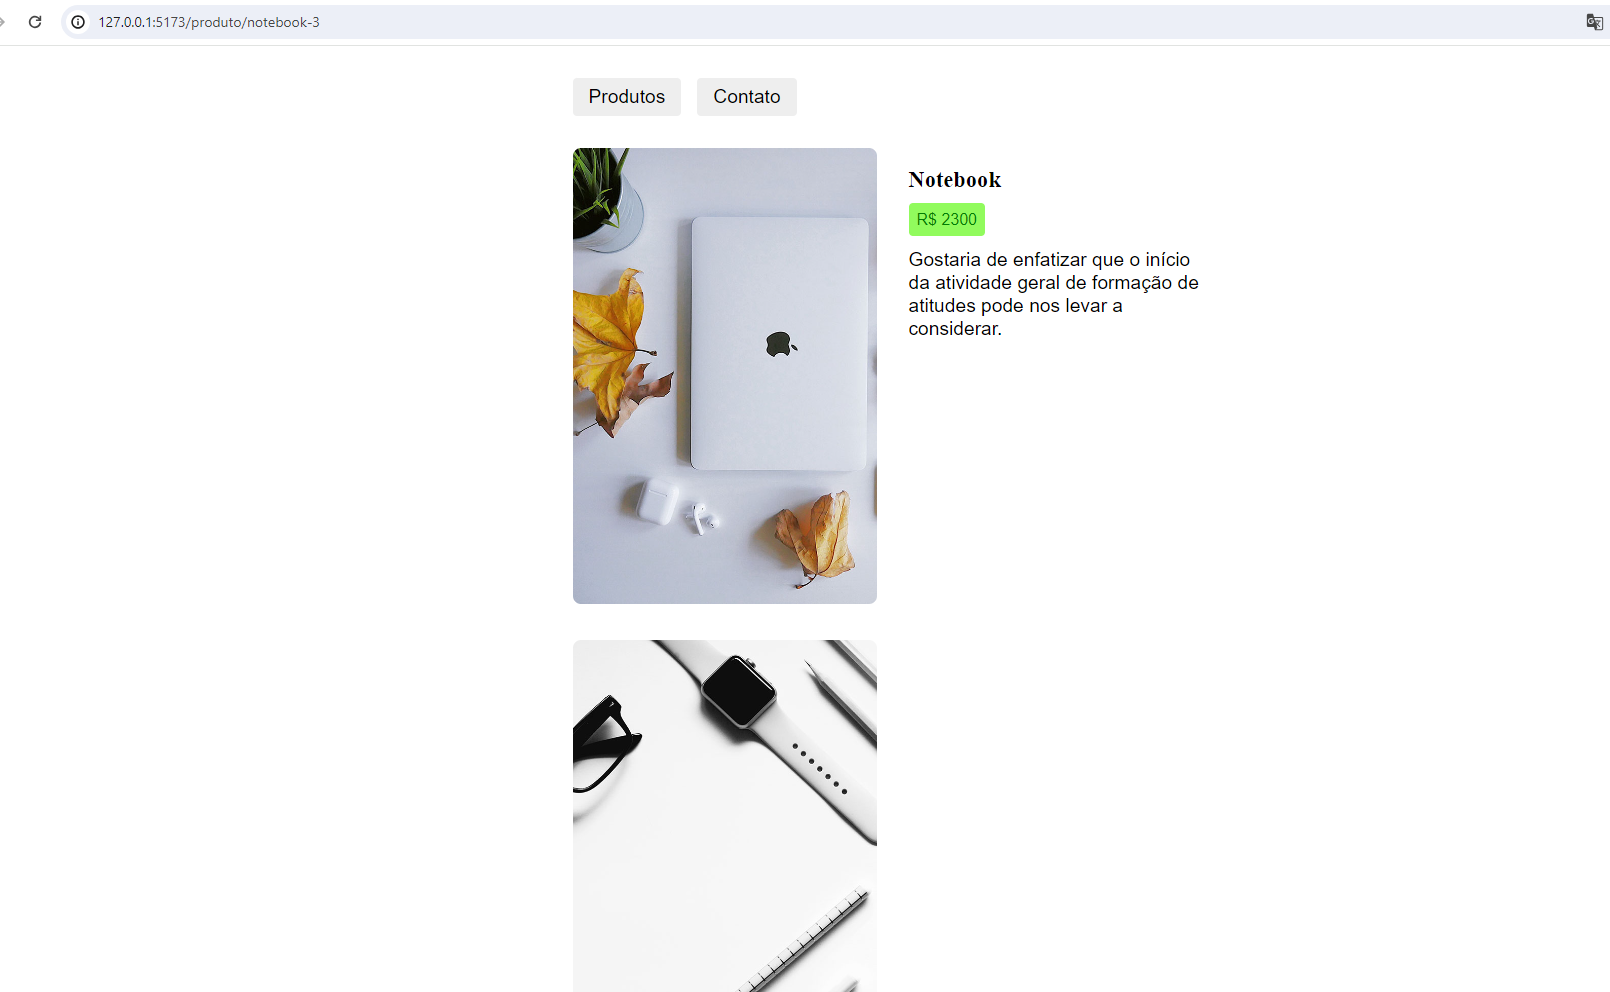 127.0.0.1:5173/produto/notebook-3
Produtos
Contato
Notebook
R$ 2300
Gostaria de enfatizar que o início
da atividade geral de formação de
atitudes pode nos levar a
considerar.